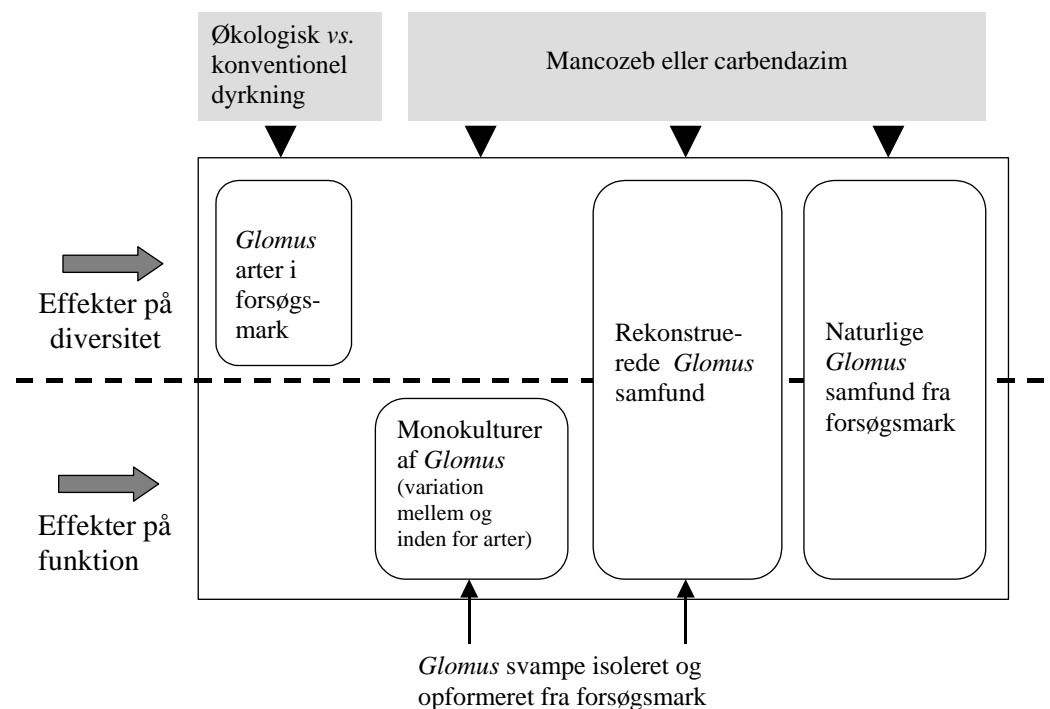 Økologisk vs.
konventionel
dyrkning
Mancozeb eller carbendazim
Effekter på
diversitet
Glomus
arter i
forsøgs-
mark
Rekonstrue-
rede Glomus
samfund
Naturlige
Glomus
samfund fra
forsøgsmark
Effekter på
funktion
Monokulturer
af Glomus
(variation
mellem og
inden for arter)
Glomus svampe isoleret og
opformeret fra forsøgsmark